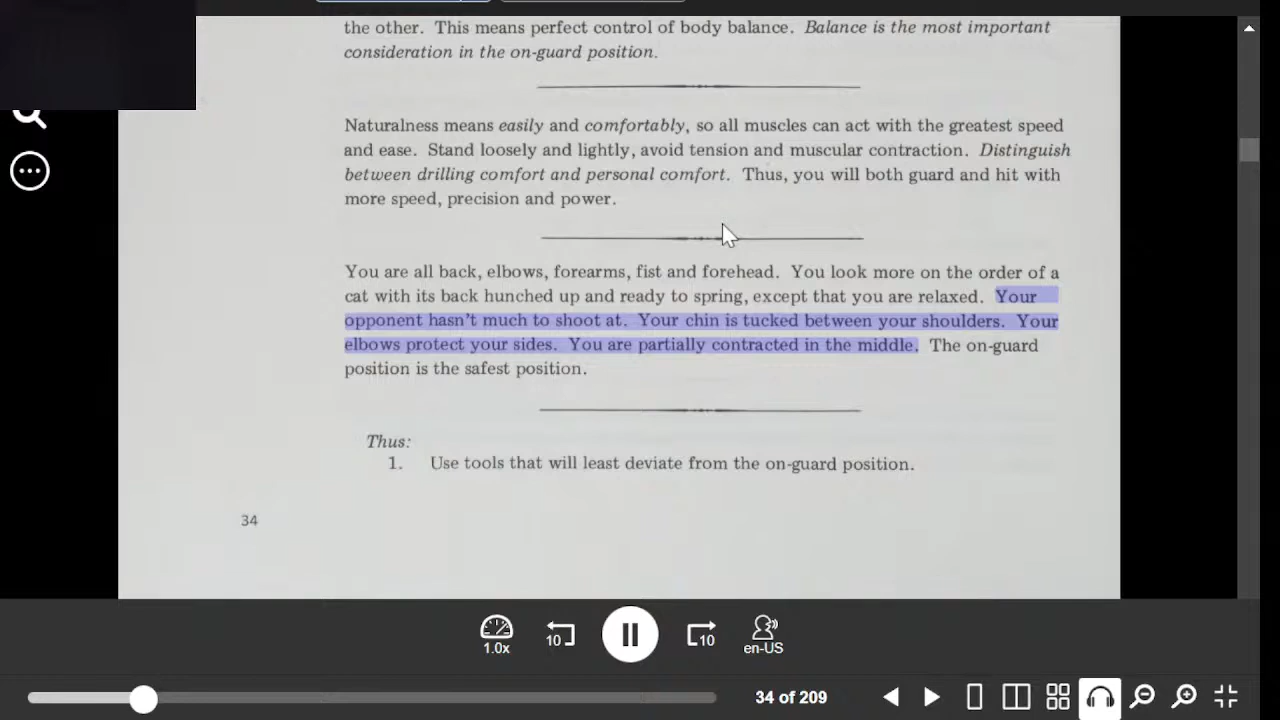 the other. This means perfect control of body balance. Balance is the most important
consideration in the on-guard position.
Naturalness means easily and comfortably, so all muscles can act with the greatest speed
and ease. Stand loosely and lightly, avoid tension and muscular contraction. Distinguish
between drilling comfort and personal comfort. Thus, you will both guard and hit with
more speed, precision and power.
You are all back, elbows, forearms, fist and forehead. You look more on the order of a
cat with its back hunched up and ready to spring, except that you are relaxed. Your
opponent hasn't much to shoot at. Your chin is tucked between your shoulders. Your
elbows protect your sides. You are partially contracted in the middle. The on-guard
position is the safest position.
Thus:
1. Use tools that will least deviate from the on-guard position.
34
10
10
1.0x
en-US
34 of 209